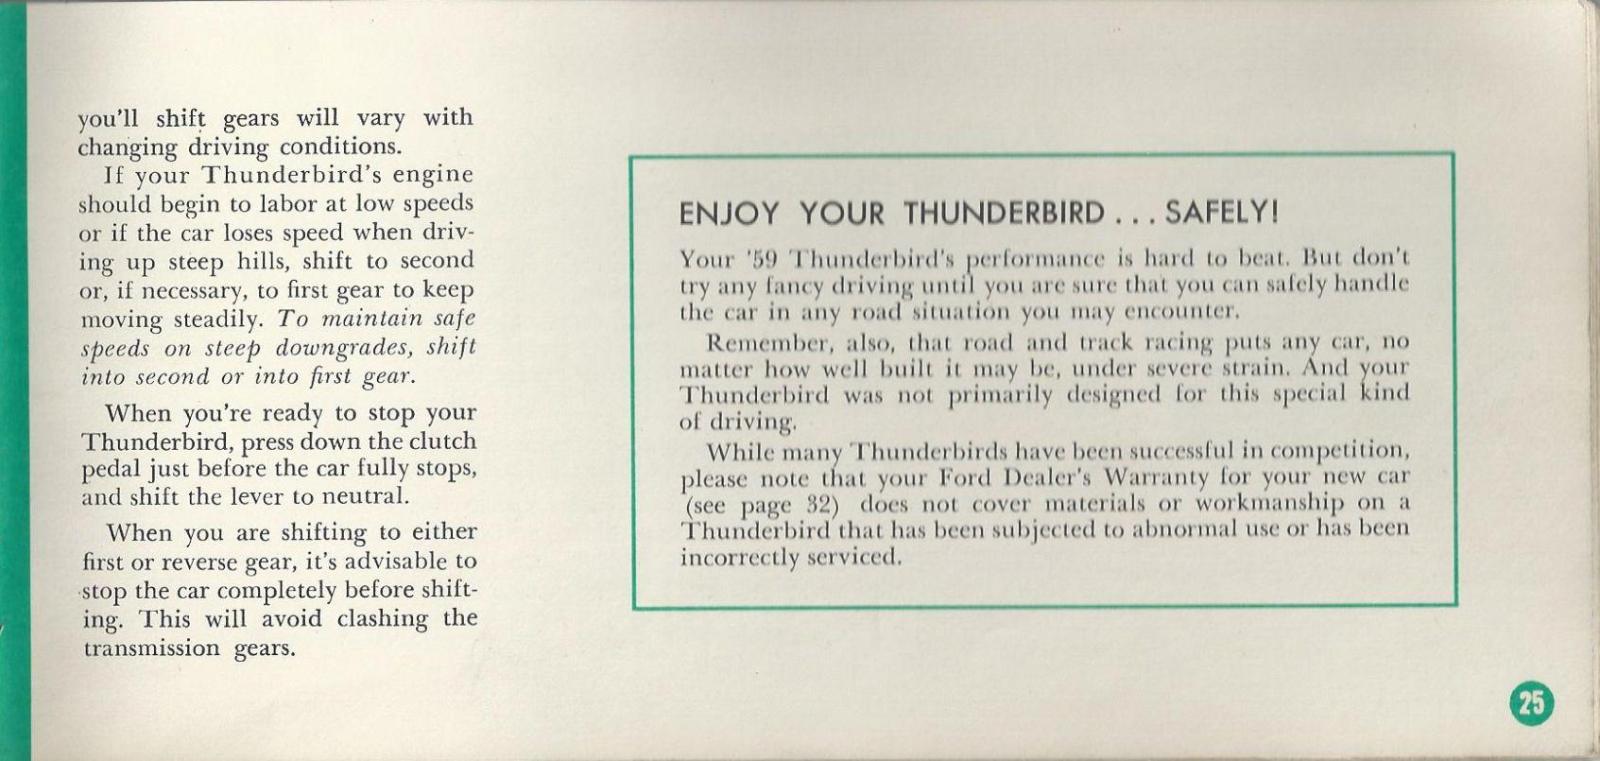 you'll shift gears will vary with
changing driving conditions.
If your Thunderbird's engine
should begin to labor at low speeds
or if the car loses speed when driv-
ing up steep hills, shift to second
or, if necessary, to first gear to keep
moving steadily. To maintain safe
speeds on steep downgrades, shift
into second or into first gear.
When you're ready to stop your
Thunderbird, press down the clutch
pedal just before the car fully stops,
and shift the lever to neutral.
When you are shifting to either
first or reverse gear, it's advisable to
stop the car completely before shift-
ing. This will avoid clashing the
transmission gears.
ENJOY YOUR THUNDERBIRD . . . SAFELY!
Your '59 Thunderbird's performance is hard to beat. But don't
try any fancy driving until you are sure that you can safely handle
the car in any road situation you may encounter.
Remember, also, that road and track racing puts any car, no
matter how well built it may be, under severe strain. And your
Thunderbird was not primarily designed for this special kind
of driving.
While many Thunderbirds have been successful in competition,
please note that your Ford Dealer's Warranty for your new car
(see page 32) does not cover materials or workmanship on a
Thunderbird that has been subjected to abnormal use or has been
incorrectly serviced.
25